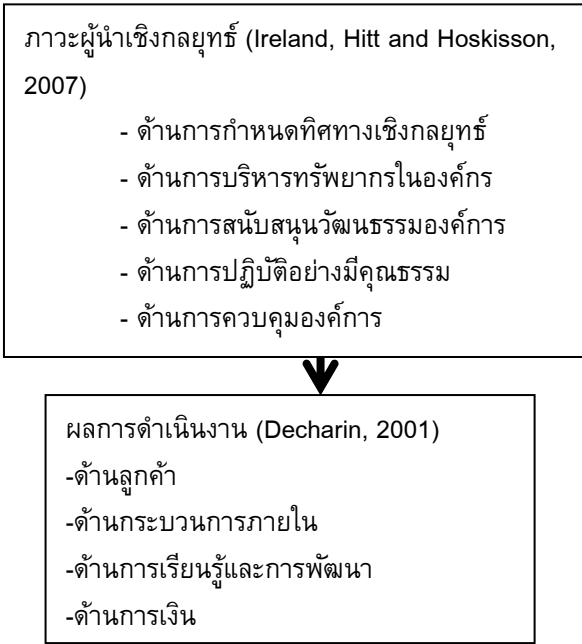 ภาวะผู้นำเชิงกลยุทธ์ (Ireland, Hitt and Hoskisson,
2007)
- ด้านการกำหนดทิศทางเชิงกลยุทธ์
- ด้านการบริหารทรัพยากรในองค์กร
- ด้านการสนับสนุนวัฒนธรรมองค์การ
- ด้านการปฏิบัติอย่างมีคุณธรรม
- ด้านการควบคุมองค์การ
ผลการดำเนินงาน (Decharin, 2001)
-ด้านลูกค้า
-ด้านกระบวนการภายใน
-ด้านการเรียนรู้และการพัฒนา
-ด้านการเงิน